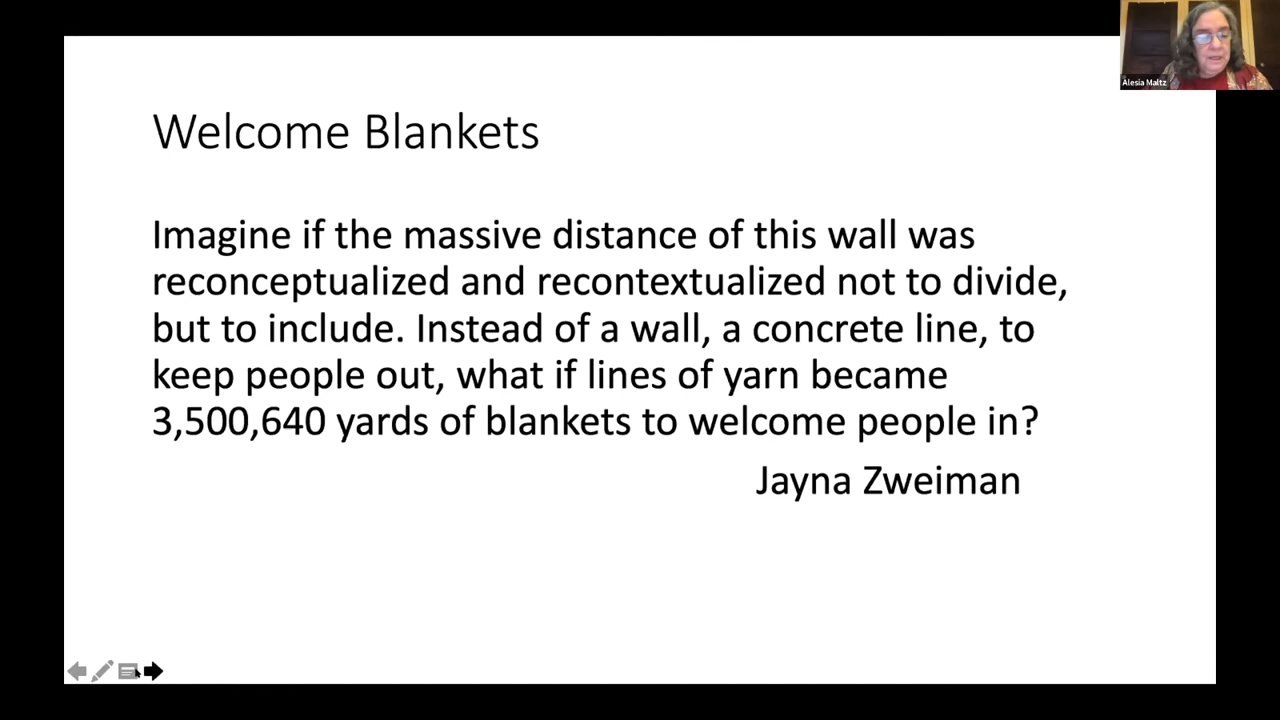 Alesia Maltz
Welcome Blankets
Imagine if the massive distance of this wall was
reconceptualized and recontextualized not to divide,
but to include. Instead of a wall, a concrete line, to
keep people out, what if lines of yarn became
3,500,640 yards of blankets to welcome people in?
Jayna Zweiman